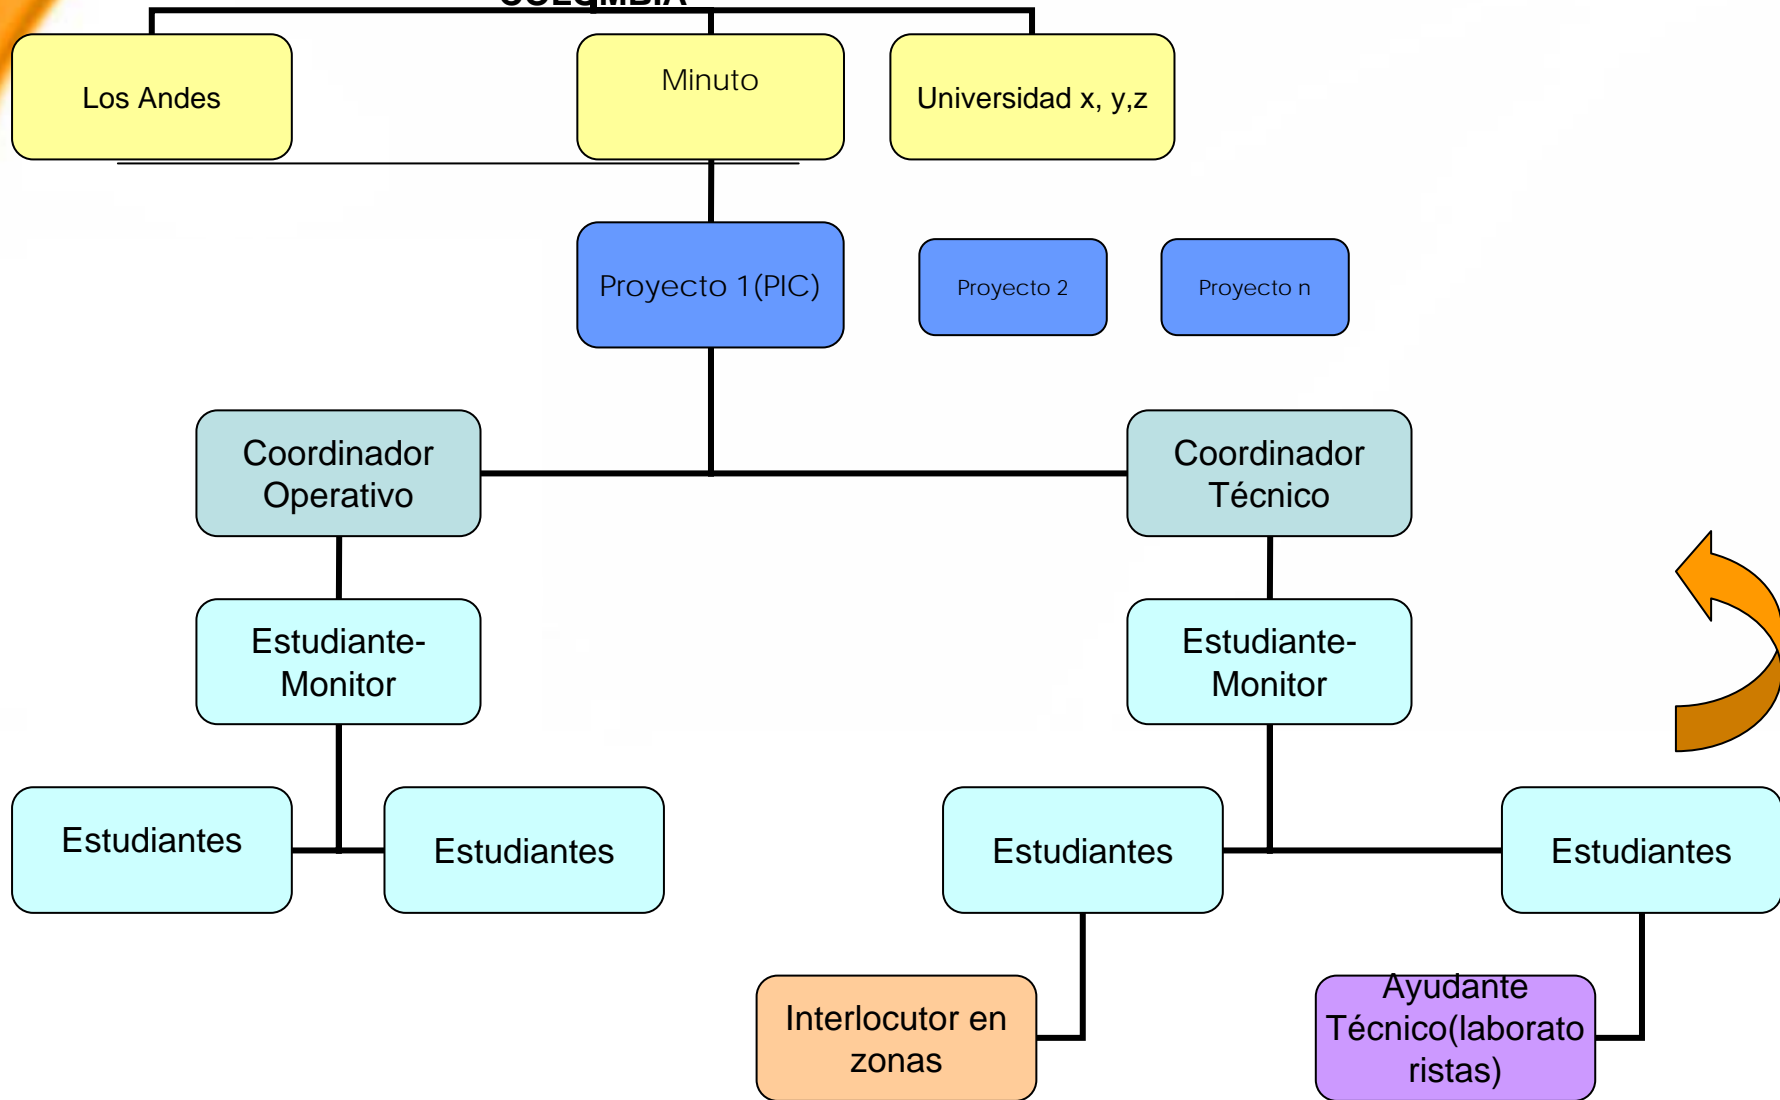 COLOMBIA
Los Andes
Minuto
Universidad x, y,z
Proyecto 1(PIC)
Proyecto 2
Proyecto n
Coordinador
Operativo
Coordinador
Técnico
Estudiante-
Monitor
Estudiante-
Monitor
Estudiantes
Estudiantes
Estudiantes
Estudiantes
Interlocutor en
zonas
Ayudante
Técnico(laborato
ristas)